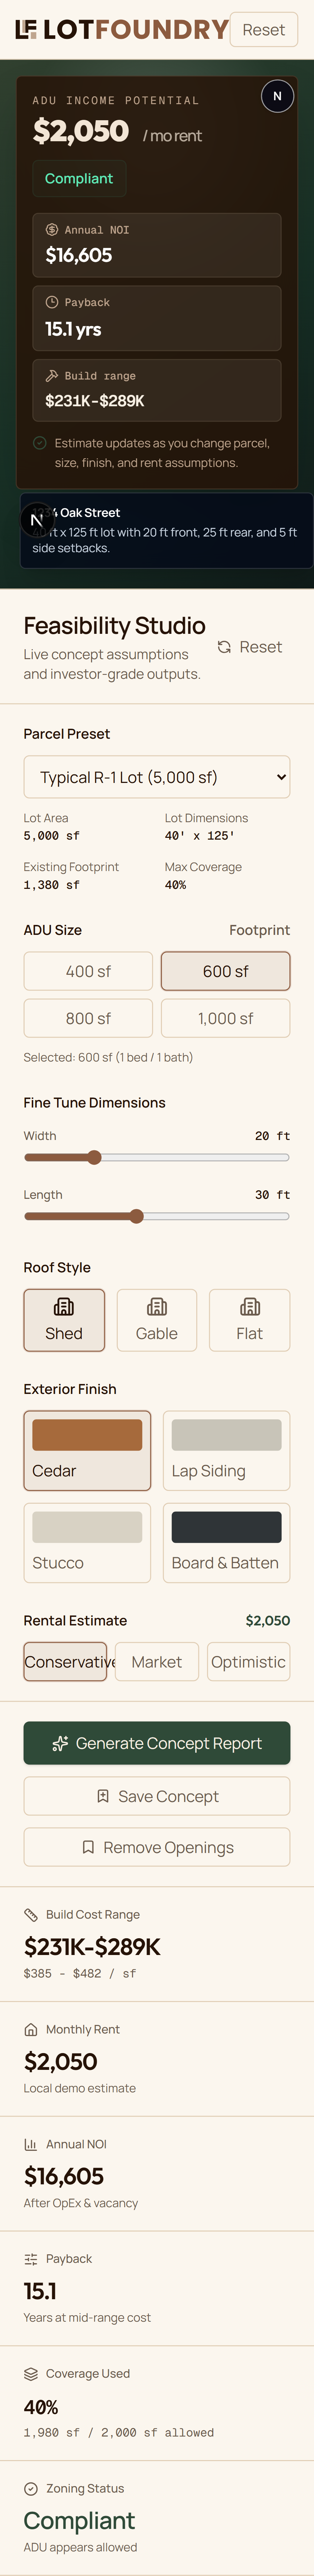 LF LOTFOUNDRY
Reset
ADU INCOME POTENTIAL
N
$2,050 / mo rent
Compliant
Annual NOI
$16,605
Payback
15.1 yrs
Build range
$231K-$289K
Estimate updates as you change parcel,
size, finish, and rent assumptions.
N
Oak Street
x 125 ft lot with 20 ft front, 25 ft rear, and 5 ft
side setbacks.
Feasibility Studio
Live concept assumptions
and investor-grade outputs.
Reset
Parcel Preset
Typical R-1 Lot (5,000 sf)
Lot Area
5,000 sf
Lot Dimensions
40' x 125'
Existing Footprint
1,380 sf
Max Coverage
40%
ADU Size
Footprint
400 sf
600 sf
800 sf
1,000 sf
Selected: 600 sf (1 bed / 1 bath)
Fine Tune Dimensions
Width
20 ft
Length
30 ft
Roof Style
Shed
Gable
Flat
Exterior Finish
Cedar
Lap Siding
Stucco
Board & Batten
Rental Estimate
$2,050
Conservative
Market
Optimistic
Generate Concept Report
Save Concept
Remove Openings
Build Cost Range
$231K-$289K
$385 - $482 / sf
Monthly Rent
$2,050
Local demo estimate
Annual NOI
$16,605
After OpEx & vacancy
Payback
15.1
Years at mid-range cost
Coverage Used
40%
1,980 sf / 2,000 sf allowed
Zoning Status
Compliant
ADU appears allowed